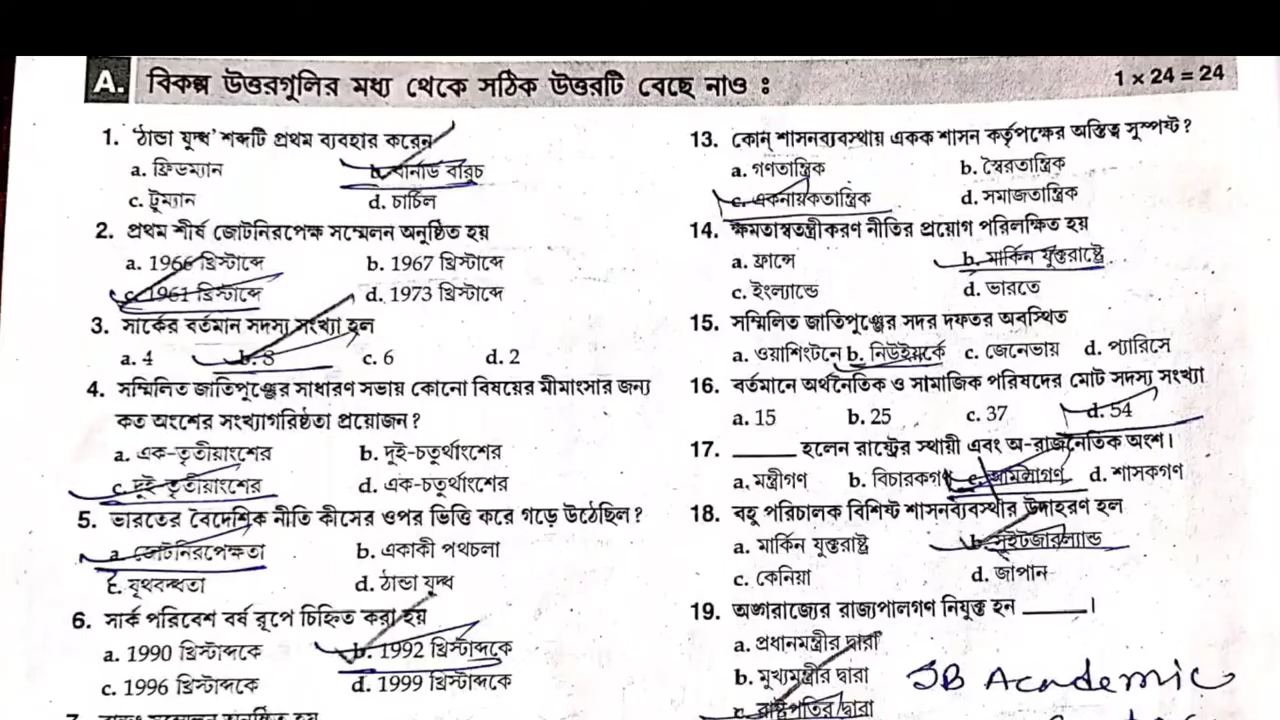 A. বিকল্প উত্তরগুলির মধ্য থেকে সঠিক উত্তরটি বেছে নাও : 1 × 24 = 24
1. 'ঠান্ডা যুদ্ধ' শব্দটি প্রথম ব্যবহার করেন
a. ফ্রিডম্যান b. বার্নার্ড বারুচ
c. ট্রুম্যান d. চার্চিল
2. প্রথম শীর্ষ জোটনিরপেক্ষ সম্মেলন অনুষ্ঠিত হয়
a. 1966 খ্রিস্টাব্দে b. 1967 খ্রিস্টাব্দে
c. 1961 খ্রিস্টাব্দে d. 1973 খ্রিস্টাব্দে
3. সার্কের বর্তমান সদস্য সংখ্যা হল
a. 4 b. 8 c. 6 d. 2
4. সম্মিলিত জাতিপুঞ্জের সাধারণ সভায় কোনো বিষয়ের মীমাংসার জন্য
কত অংশের সংখ্যাগরিষ্ঠতা প্রয়োজন?
a. এক-তৃতীয়াংশের b. দুই-চতুর্থাংশের
c. দুই তৃতীয়াংশের d. এক-চতুর্থাংশের
5. ভারতের বৈদেশিক নীতি কীসের ওপর ভিত্তি করে গড়ে উঠেছিল?
a. জোটনিরপেক্ষতা b. একাকী পথচলা
c. যূথবদ্ধতা d. ঠান্ডা যুদ্ধ
6. সার্ক পরিবেশ বর্ষ রূপে চিহ্নিত করা হয়
a. 1990 খ্রিস্টাব্দকে b. 1992 খ্রিস্টাব্দকে
c. 1996 খ্রিস্টাব্দকে d. 1999 খ্রিস্টাব্দকে
13. কোন্ শাসনব্যবস্থায় একক শাসন কর্তৃপক্ষের অস্তিত্ব সুস্পষ্ট?
a. গণতান্ত্রিক b. স্বৈরতান্ত্রিক
c. একনায়কতান্ত্রিক d. সমাজতান্ত্রিক
14. ক্ষমতাস্বতন্ত্রীকরণ নীতির প্রয়োগ পরিলক্ষিত হয়
a. ফ্রান্সে b. মার্কিন যুক্তরাষ্ট্রে
c. ইংল্যান্ডে d. ভারতে
15. সম্মিলিত জাতিপুঞ্জের সদর দফতর অবস্থিত
a. ওয়াশিংটনে b. নিউইয়র্কে c. জেনেভায় d. প্যারিসে
16. বর্তমানে অর্থনৈতিক ও সামাজিক পরিষদের মোট সদস্য সংখ্যা
a. 15 b. 25 c. 37 d. 54
17. ______ হলেন রাষ্ট্রের স্থায়ী এবং অ-রাজনৈতিক অংশ।
a. মন্ত্রীগণ b. বিচারকগণ c. আমলাগণ d. শাসকগণ
18. বহু পরিচালক বিশিষ্ট শাসনব্যবস্থার উদাহরণ হল
a. মার্কিন যুক্তরাষ্ট্র b. সুইটজারল্যান্ড
c. কেনিয়া d. জাপান
19. অঙ্গরাজ্যের রাজ্যপালগণ নিযুক্ত হন ______।
a. প্রধানমন্ত্রীর দ্বারা
b. মুখ্যমন্ত্রীর দ্বারা
c. রাষ্ট্রপতির দ্বারা
JB Academic